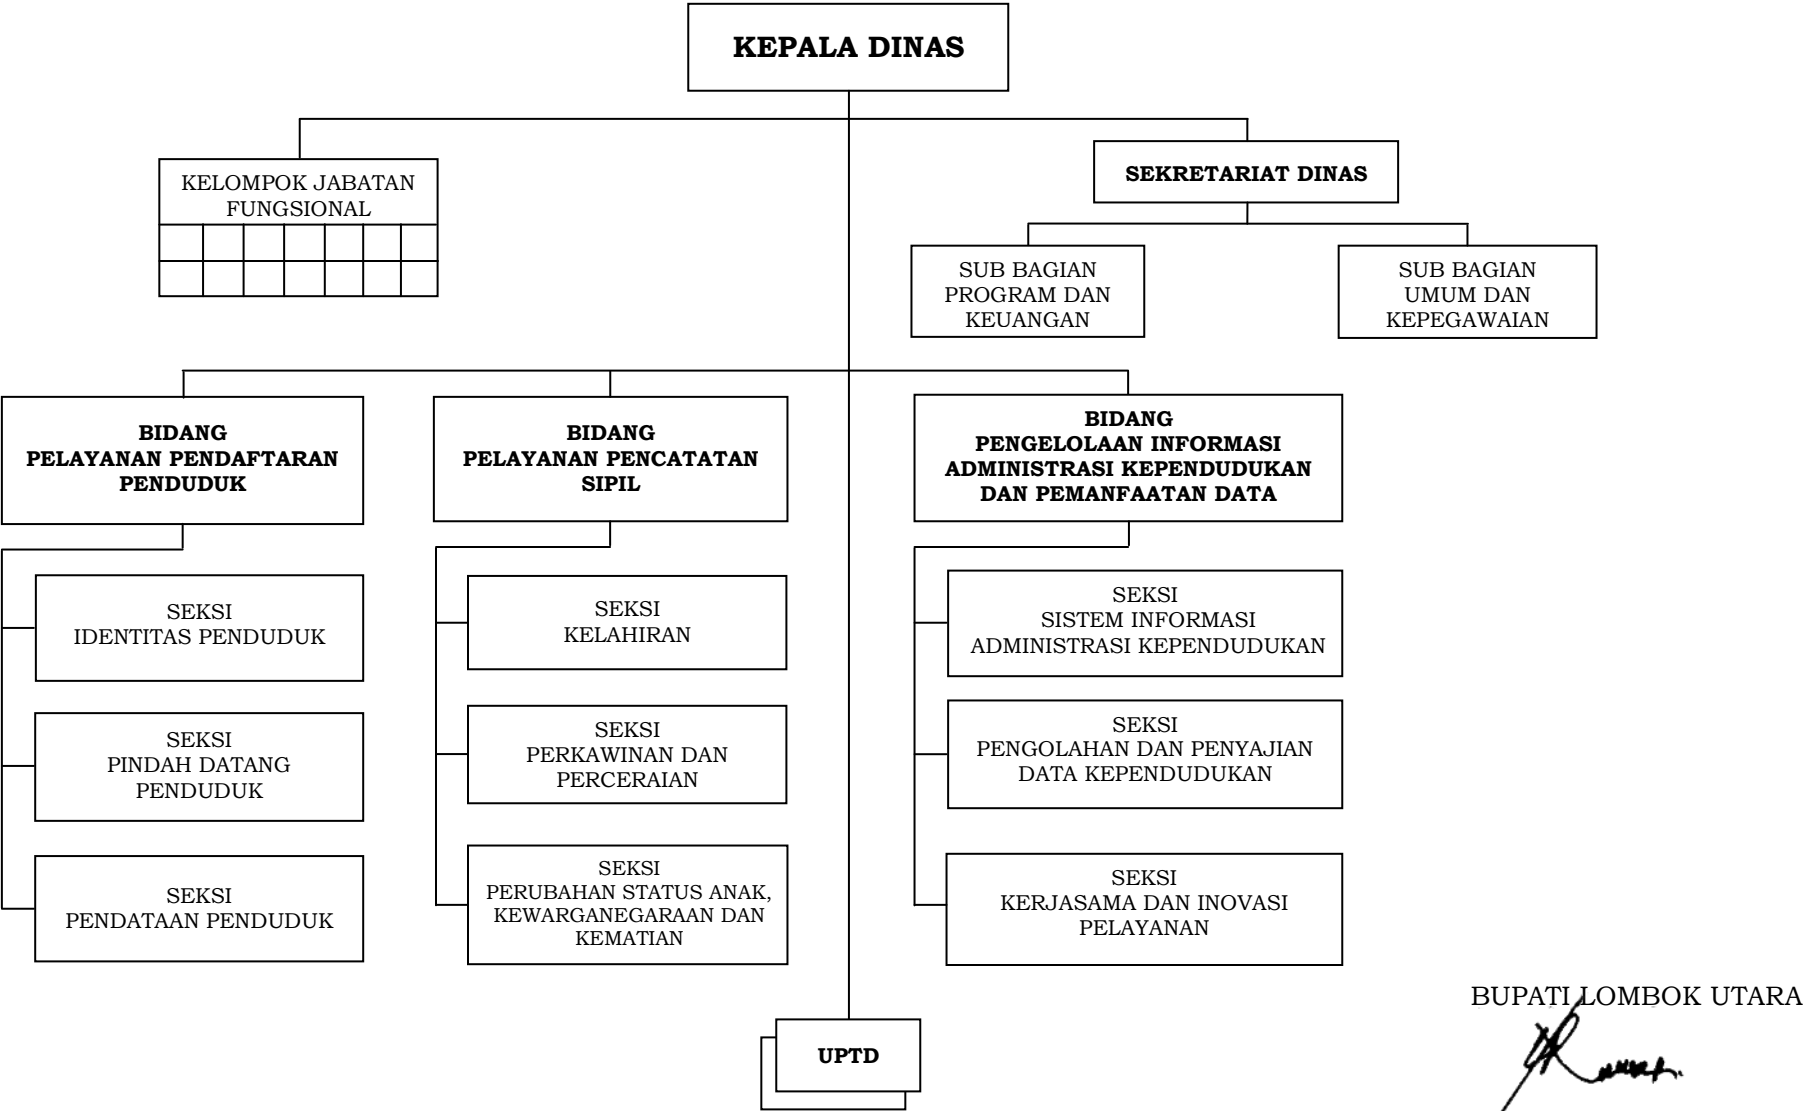 KEPALA DINAS
KELOMPOK JABATAN
FUNGSIONAL
SEKRETARIAT DINAS
SUB BAGIAN
PROGRAM DAN
KEUANGAN
SUB BAGIAN
UMUM DAN
KEPEGAWAIAN
BIDANG
PELAYANAN PENDAFTARAN
PENDUDUK
BIDANG
PELAYANAN PENCATATAN
SIPIL
BIDANG
PENGELOLAAN INFORMASI
ADMINISTRASI KEPENDUDUKAN
DAN PEMANFAATAN DATA
SEKSI
IDENTITAS PENDUDUK
SEKSI
PINDAH DATANG
PENDUDUK
SEKSI
PENDATAAN PENDUDUK
SEKSI
KELAHIRAN
SEKSI
PERKAWINAN DAN
PERCERAIAN
SEKSI
PERUBAHAN STATUS ANAK,
KEWARGANEGARAAN DAN
KEMATIAN
SEKSI
SISTEM INFORMASI
ADMINISTRASI KEPENDUDUKAN
SEKSI
PENGOLAHAN DAN PENYAJIAN
DATA KEPENDUDUKAN
SEKSI
KERJASAMA DAN INOVASI
PELAYANAN
UPTD
BUPATI LOMBOK UTARA